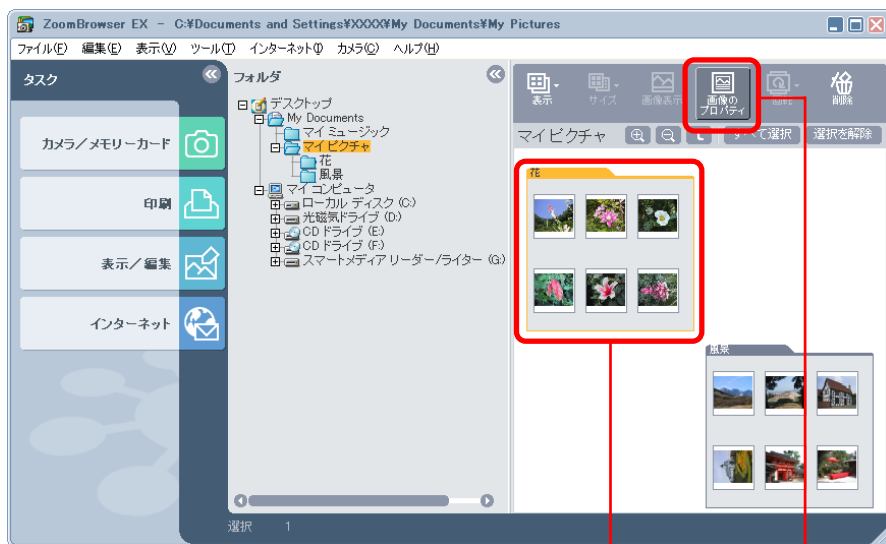 ZoomBrowser EX - C:¥Documents and Settings¥XXXX¥My Documents¥My Pictures
ファイル(F) 編集(E) 表示(V) ツール(T) インターネット(I) カメラ(C) ヘルプ(H)
タスク
カメラ/メモリーカード
印刷
表示/編集
インターネット
フォルダ
デスクトップ
My Documents
マイ ミュージック
マイ ピクチャ
花
風景
マイ コンピュータ
ローカル ディスク (C:)
光磁気ドライブ (D:)
CD ドライブ (E:)
CD ドライブ (F:)
スマートメディア リーダー/ライター (G:)
表示
サイズ
画像表示
画像の
プロパティ
回転
削除
マイ ピクチャ
すべて選択
選択を解除
花
風景
選択 1